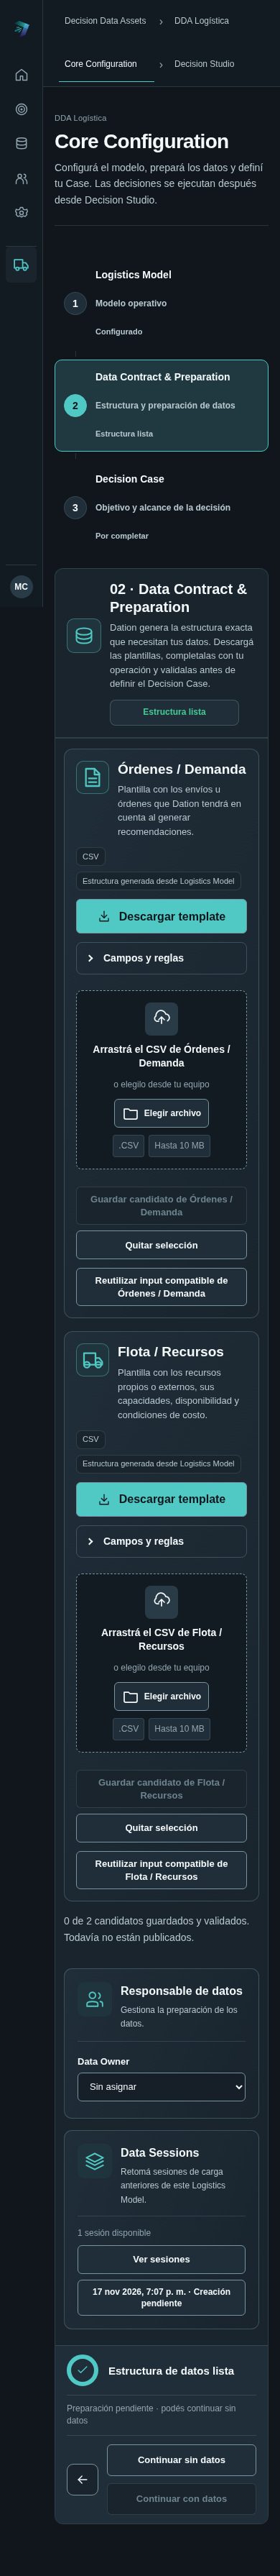 Decision Data Assets › DDA Logística
Core Configuration › Decision Studio
DDA Logística
Core Configuration
Configurá el modelo, prepará los datos y definí
tu Case. Las decisiones se ejecutan después
desde Decision Studio.
Logistics Model
1 Modelo operativo
Configurado
Data Contract & Preparation
2 Estructura y preparación de datos
Estructura lista
Decision Case
3 Objetivo y alcance de la decisión
Por completar
MC
02 · Data Contract &
Preparation
Dation genera la estructura exacta
que necesitan tus datos. Descargá
las plantillas, completalas con tu
operación y validalas antes de
definir el Decision Case.
Estructura lista
Órdenes / Demanda
Plantilla con los envíos u
órdenes que Dation tendrá en
cuenta al generar
recomendaciones.
CSV
Estructura generada desde Logistics Model
Descargar template
Campos y reglas
Arrastrá el CSV de Órdenes /
Demanda
o elegilo desde tu equipo
Elegir archivo
.CSV Hasta 10 MB
Guardar candidato de Órdenes /
Demanda
Quitar selección
Reutilizar input compatible de
Órdenes / Demanda
Flota / Recursos
Plantilla con los recursos
propios o externos, sus
capacidades, disponibilidad y
condiciones de costo.
CSV
Estructura generada desde Logistics Model
Descargar template
Campos y reglas
Arrastrá el CSV de Flota /
Recursos
o elegilo desde tu equipo
Elegir archivo
.CSV Hasta 10 MB
Guardar candidato de Flota /
Recursos
Quitar selección
Reutilizar input compatible de
Flota / Recursos
0 de 2 candidatos guardados y validados.
Todavía no están publicados.
Responsable de datos
Gestiona la preparación de los
datos.
Data Owner
Sin asignar
Data Sessions
Retomá sesiones de carga
anteriores de este Logistics
Model.
1 sesión disponible
Ver sesiones
17 nov 2026, 7:07 p. m. · Creación
pendiente
Estructura de datos lista
Preparación pendiente · podés continuar sin
datos
Continuar sin datos
Continuar con datos